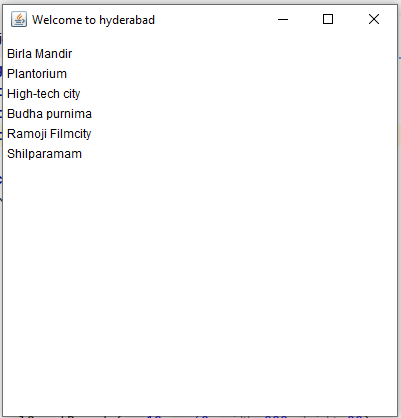 Welcome to hyderabad
Birla Mandir
Plantorium
High-tech city
Budha purnima
Ramoji Filmcity
Shilparamam